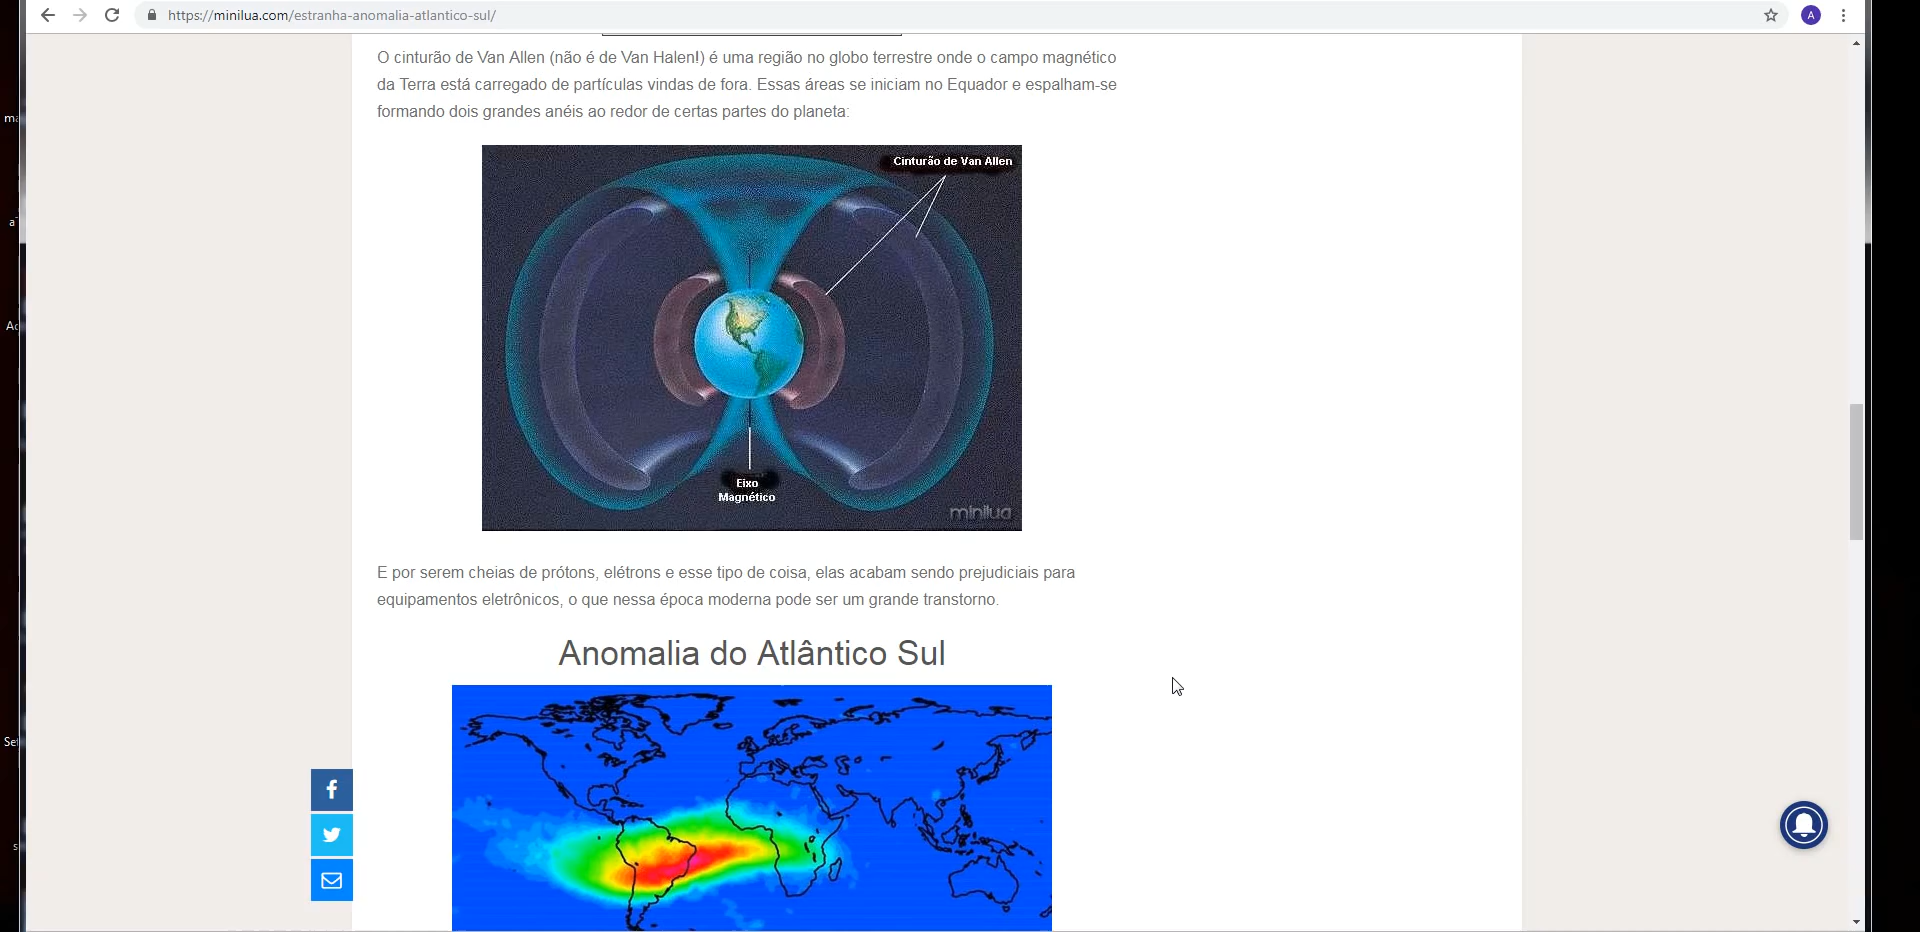 https://minilua.com/estranha-anomalia-atlantico-sul/
A
O cinturão de Van Allen (não é de Van Halen!) é uma região no globo terrestre onde o campo magnético
da Terra está carregado de partículas vindas de fora. Essas áreas se iniciam no Equador e espalham-se
formando dois grandes anéis ao redor de certas partes do planeta:
Cinturão de Van Allen
Eixo
Magnético
minilua
E por serem cheias de prótons, elétrons e esse tipo de coisa, elas acabam sendo prejudiciais para
equipamentos eletrônicos, o que nessa época moderna pode ser um grande transtorno.
Anomalia do Atlântico Sul